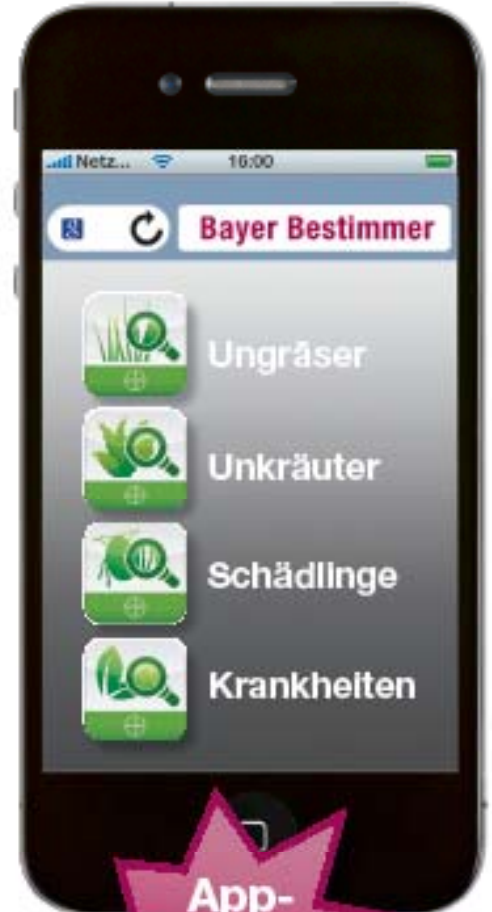 Netz... 16:00
Bayer Bestimmer
Ungräser
Unkräuter
Schädlinge
Krankheiten
App-